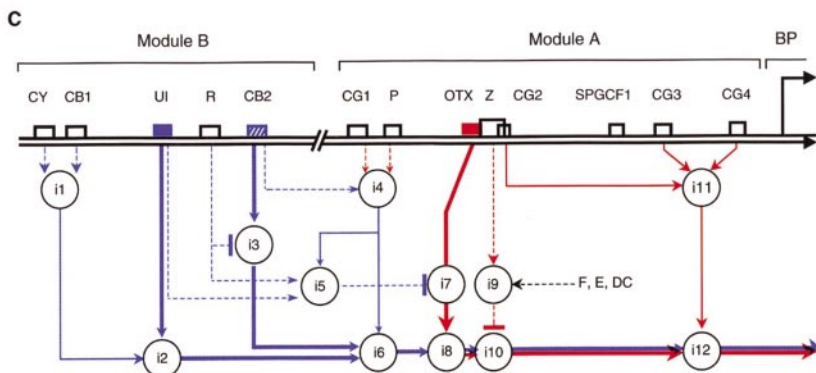 C
Module B Module A BP
CY CB1 UI R CB2 CG1 P OTX Z CG2 SPGCF1 CG3 CG4
i1 i4 i11
i3
i5 i7 i9 F, E, DC
i2 i6 i8 i10 i12